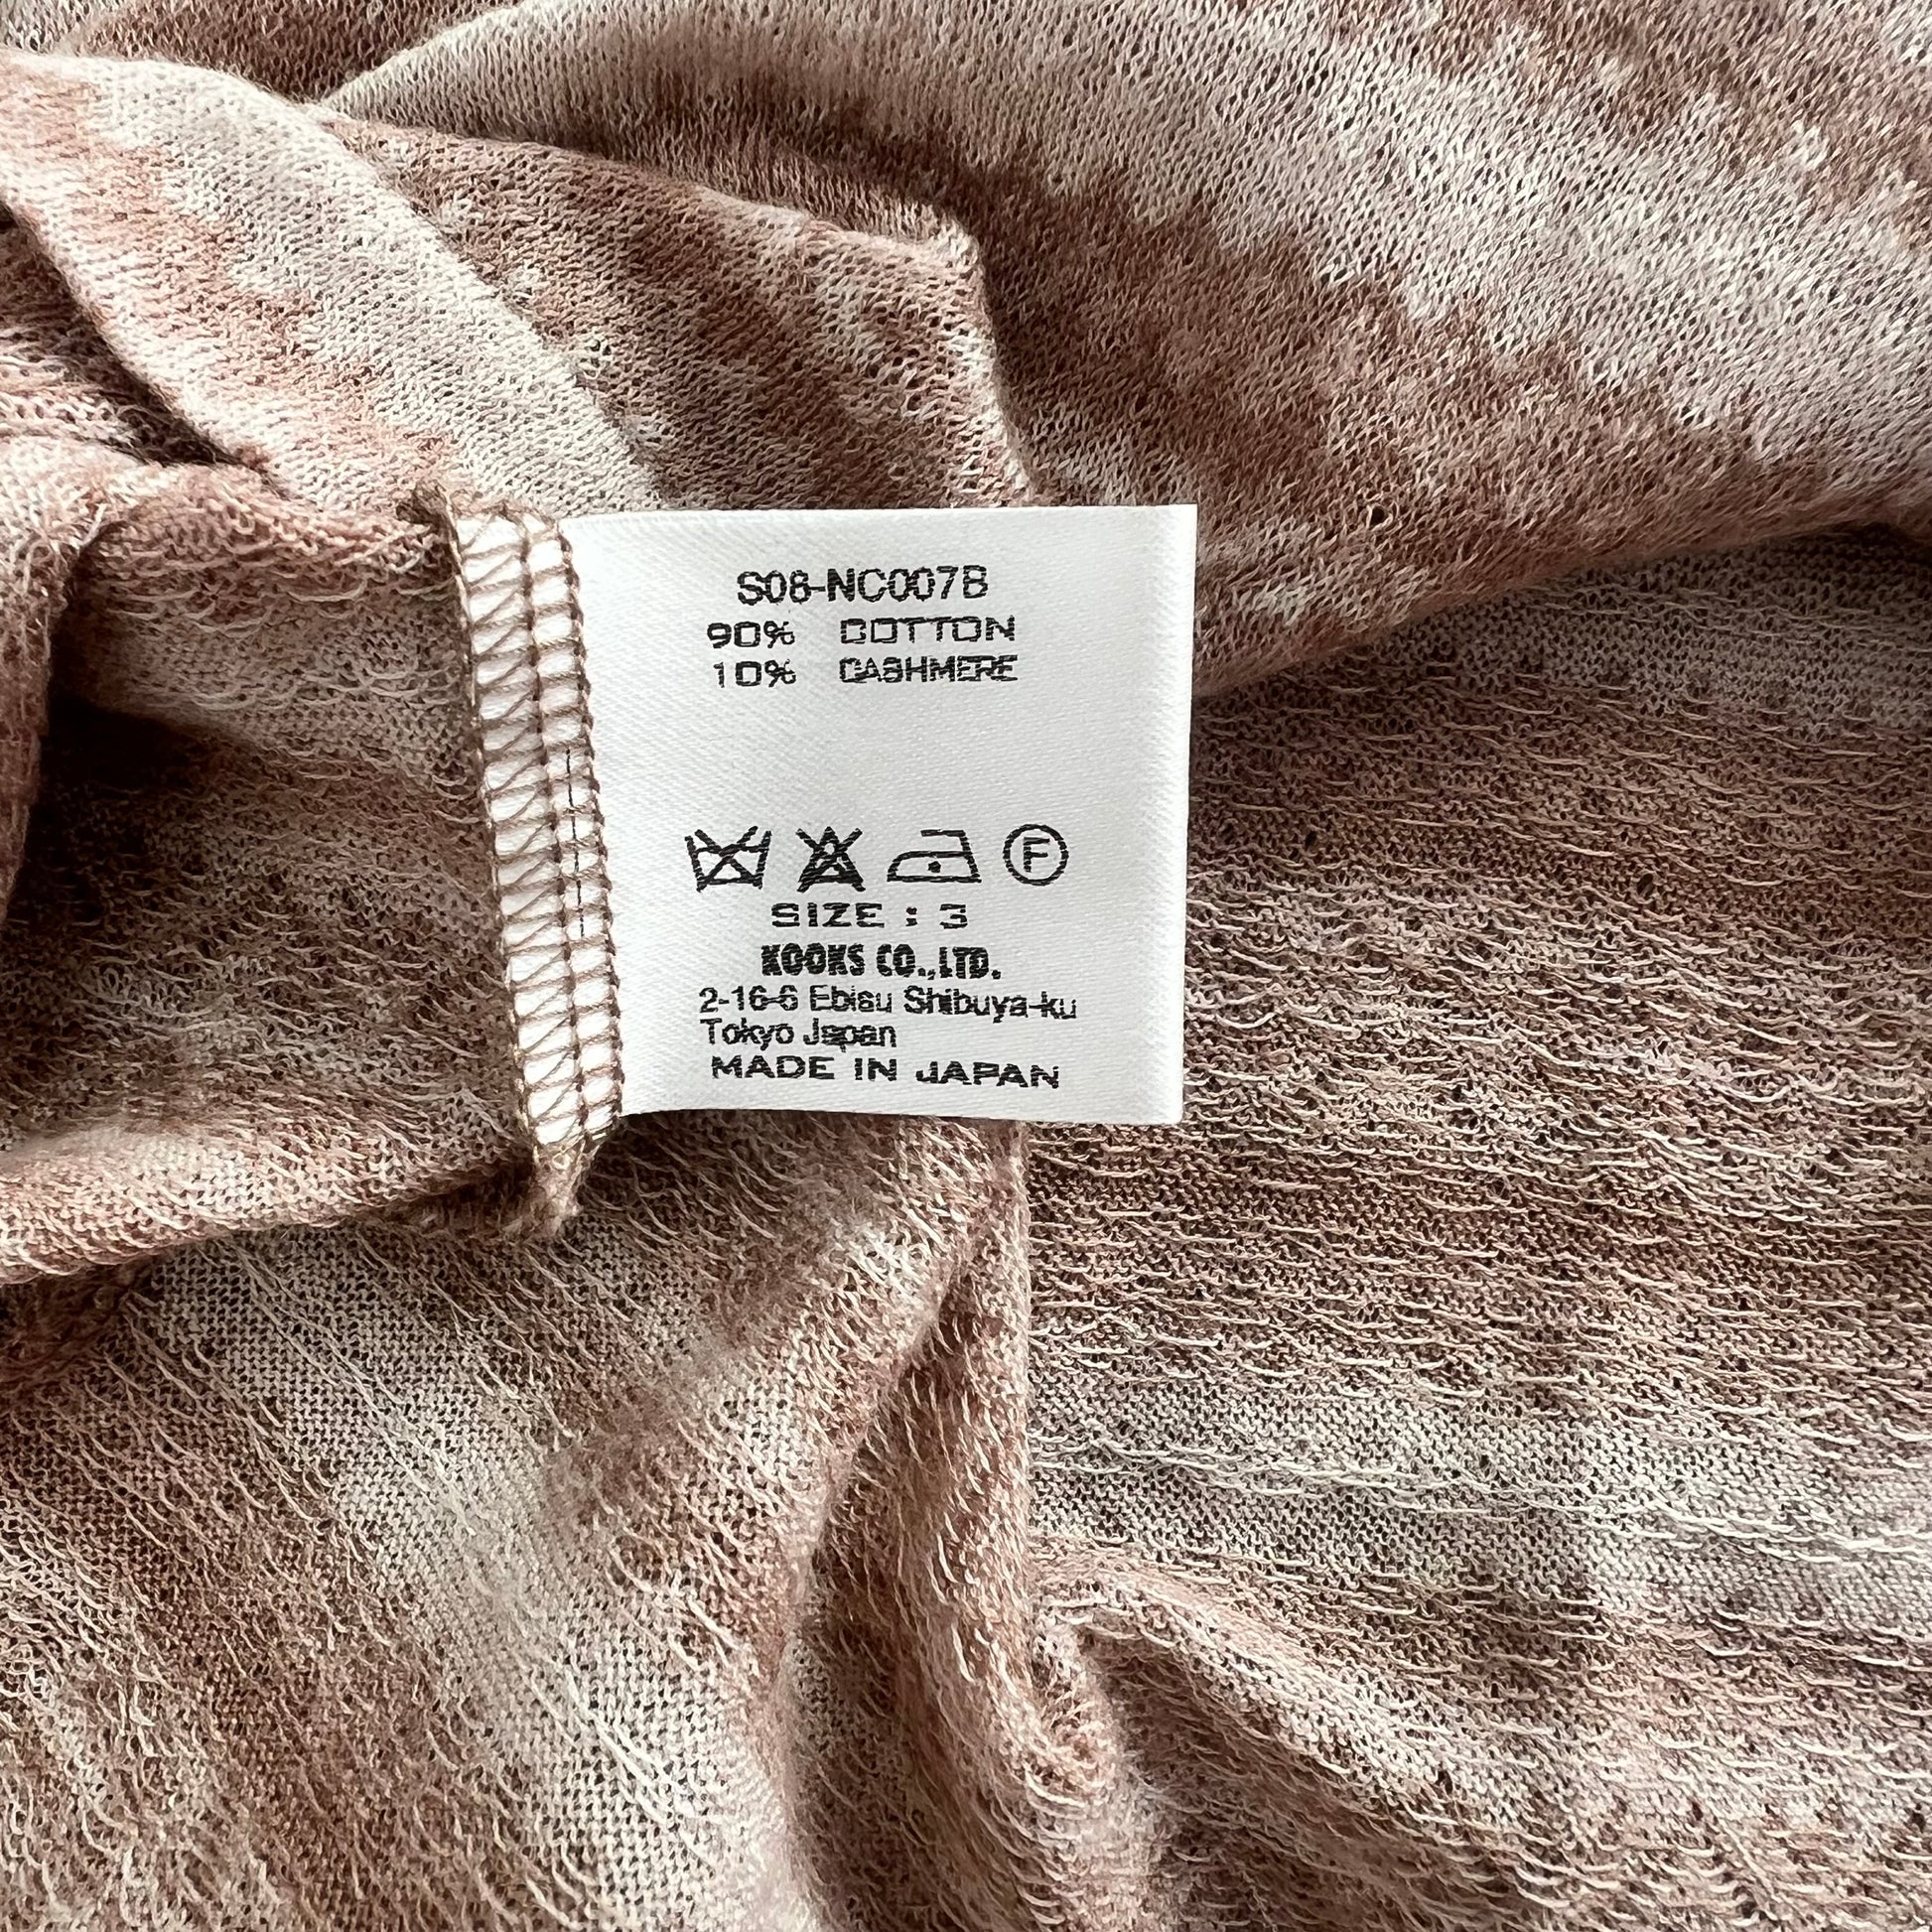 S08-NC007B
90% COTTON
10% CASHMERE
F
SIZE : 3
KOOKS CO.,LTD.
2-16-6 Ebisu Shibuya-ku
Tokyo Japan
MADE IN JAPAN